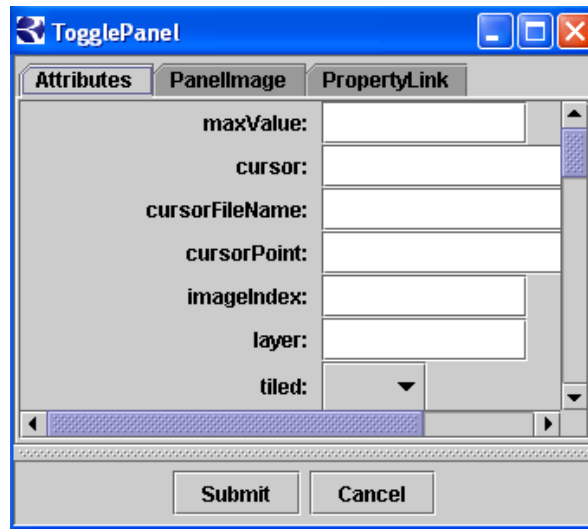 TogglePanel
Attributes PanelImage PropertyLink
maxValue:
cursor:
cursorFileName:
cursorPoint:
imageIndex:
layer:
tiled:
Submit Cancel